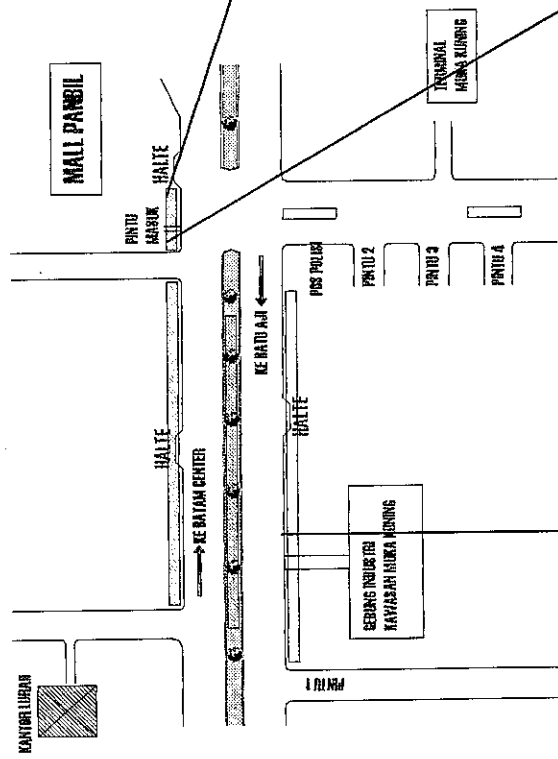 MALL PANBIL
HALTE
PINTU
MASUK
TERMINAL
MUKA KUNING
POS POLISI
PINTU 2
PINTU 3
PINTU 4
KE BATU AJI
HALTE
KE BATAM CENTER
HALTE
GEBUNG INDUSTRI
KAWASAN MUKA KUNING
KANTOR LURAH
PINTU 1